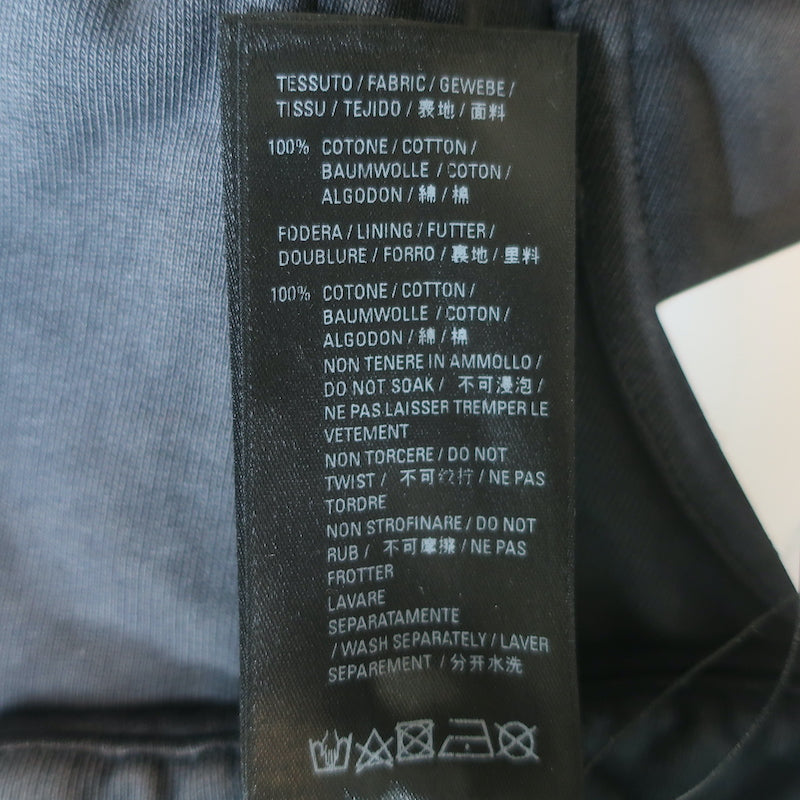 TESSUTO / FABRIC / GEWEBE /
TISSU / TEJIDO / 表地 / 面料
100% COTONE / COTTON /
BAUMWOLLE / COTON /
ALGODON / 綿 / 棉
FODERA / LINING / FUTTER /
DOUBLURE / FORRO / 裏地 / 里料
100% COTONE / COTTON /
BAUMWOLLE / COTON /
ALGODON / 綿 / 棉
NON TENERE IN AMMOLLO /
DO NOT SOAK / 不可浸泡 /
NE PAS LAISSER TREMPER LE
VETEMENT
NON TORCERE / DO NOT
TWIST / 不可绞拧 / NE PAS
TORDRE
NON STROFINARE / DO NOT
RUB / 不可摩擦 / NE PAS
FROTTER
LAVARE
SEPARATAMENTE
/ WASH SEPARATELY / LAVER
SEPAREMENT / 分开水洗